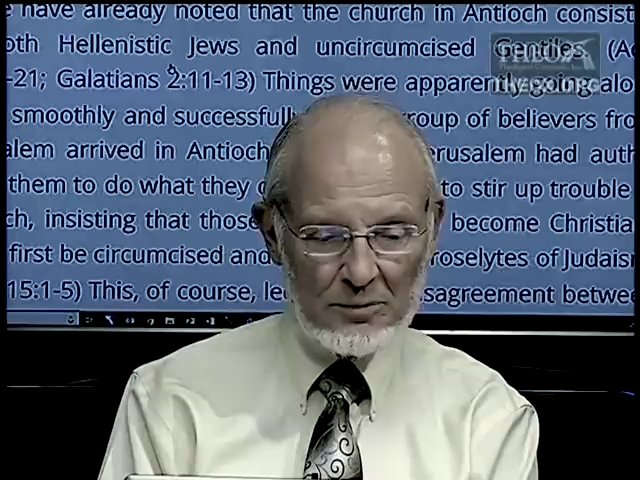 have already noted that the church in Antioch consist
oth Hellenistic Jews and uncircumcised Gentiles. (Ac
-21; Galatians 2:11-13) Things were apparently going alo
smoothly and successfully roup of believers fro
alem arrived in Antioch erusalem had auth
them to do what they to stir up trouble
ch, insisting that those become Christia
first be circumcised and roselytes of Judaism
15:1-5) This, of course, led sagreement betwee